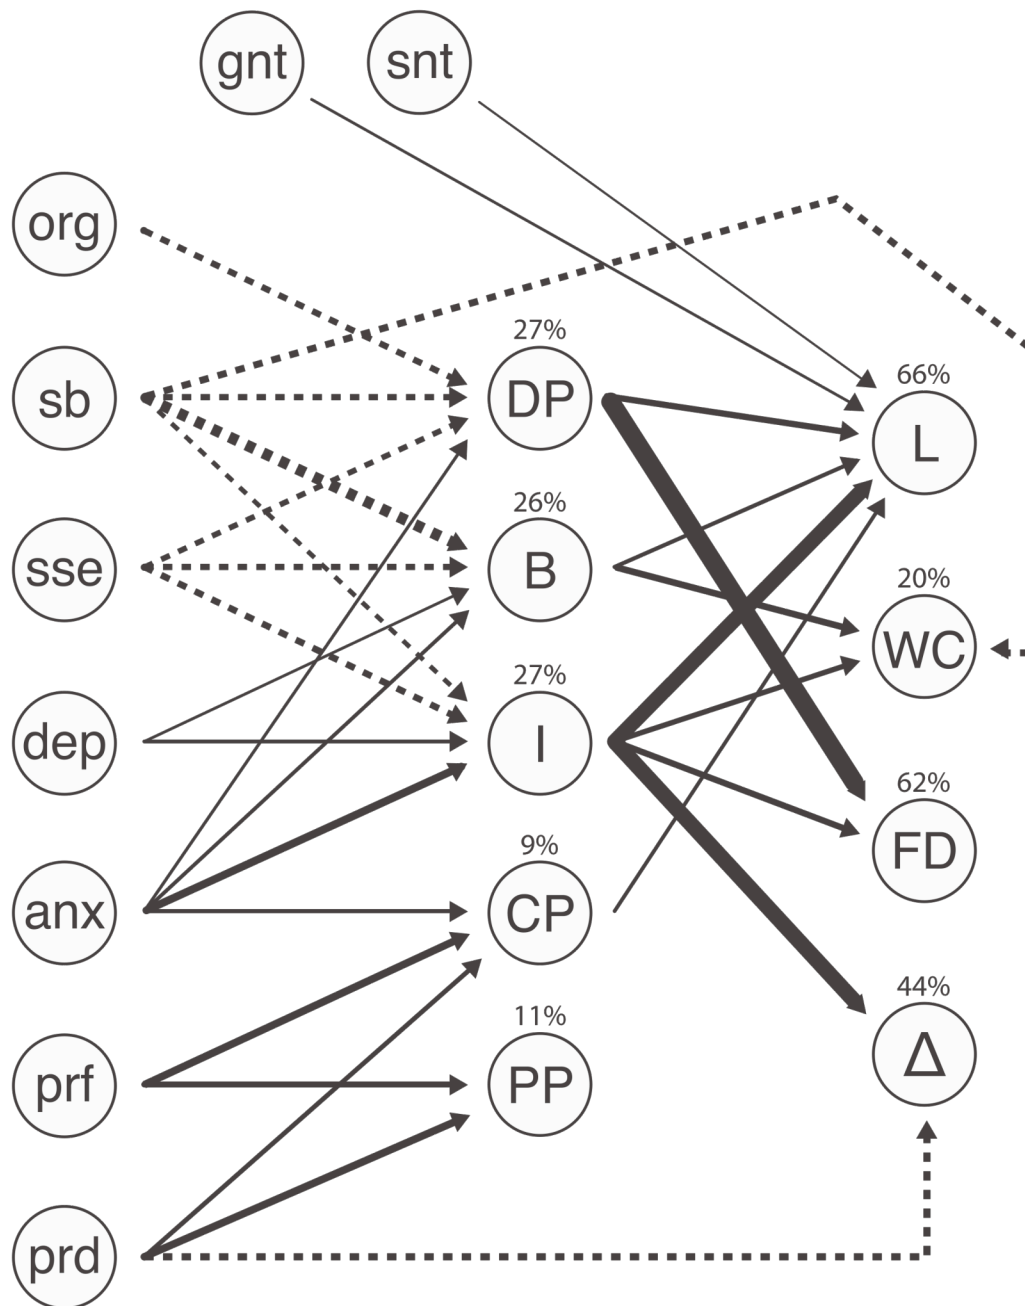 gnt
snt
org
sb
sse
dep
anx
prf
prd
27%
DP
26%
B
27%
I
9%
CP
11%
PP
66%
L
20%
WC
62%
FD
44%
Δ